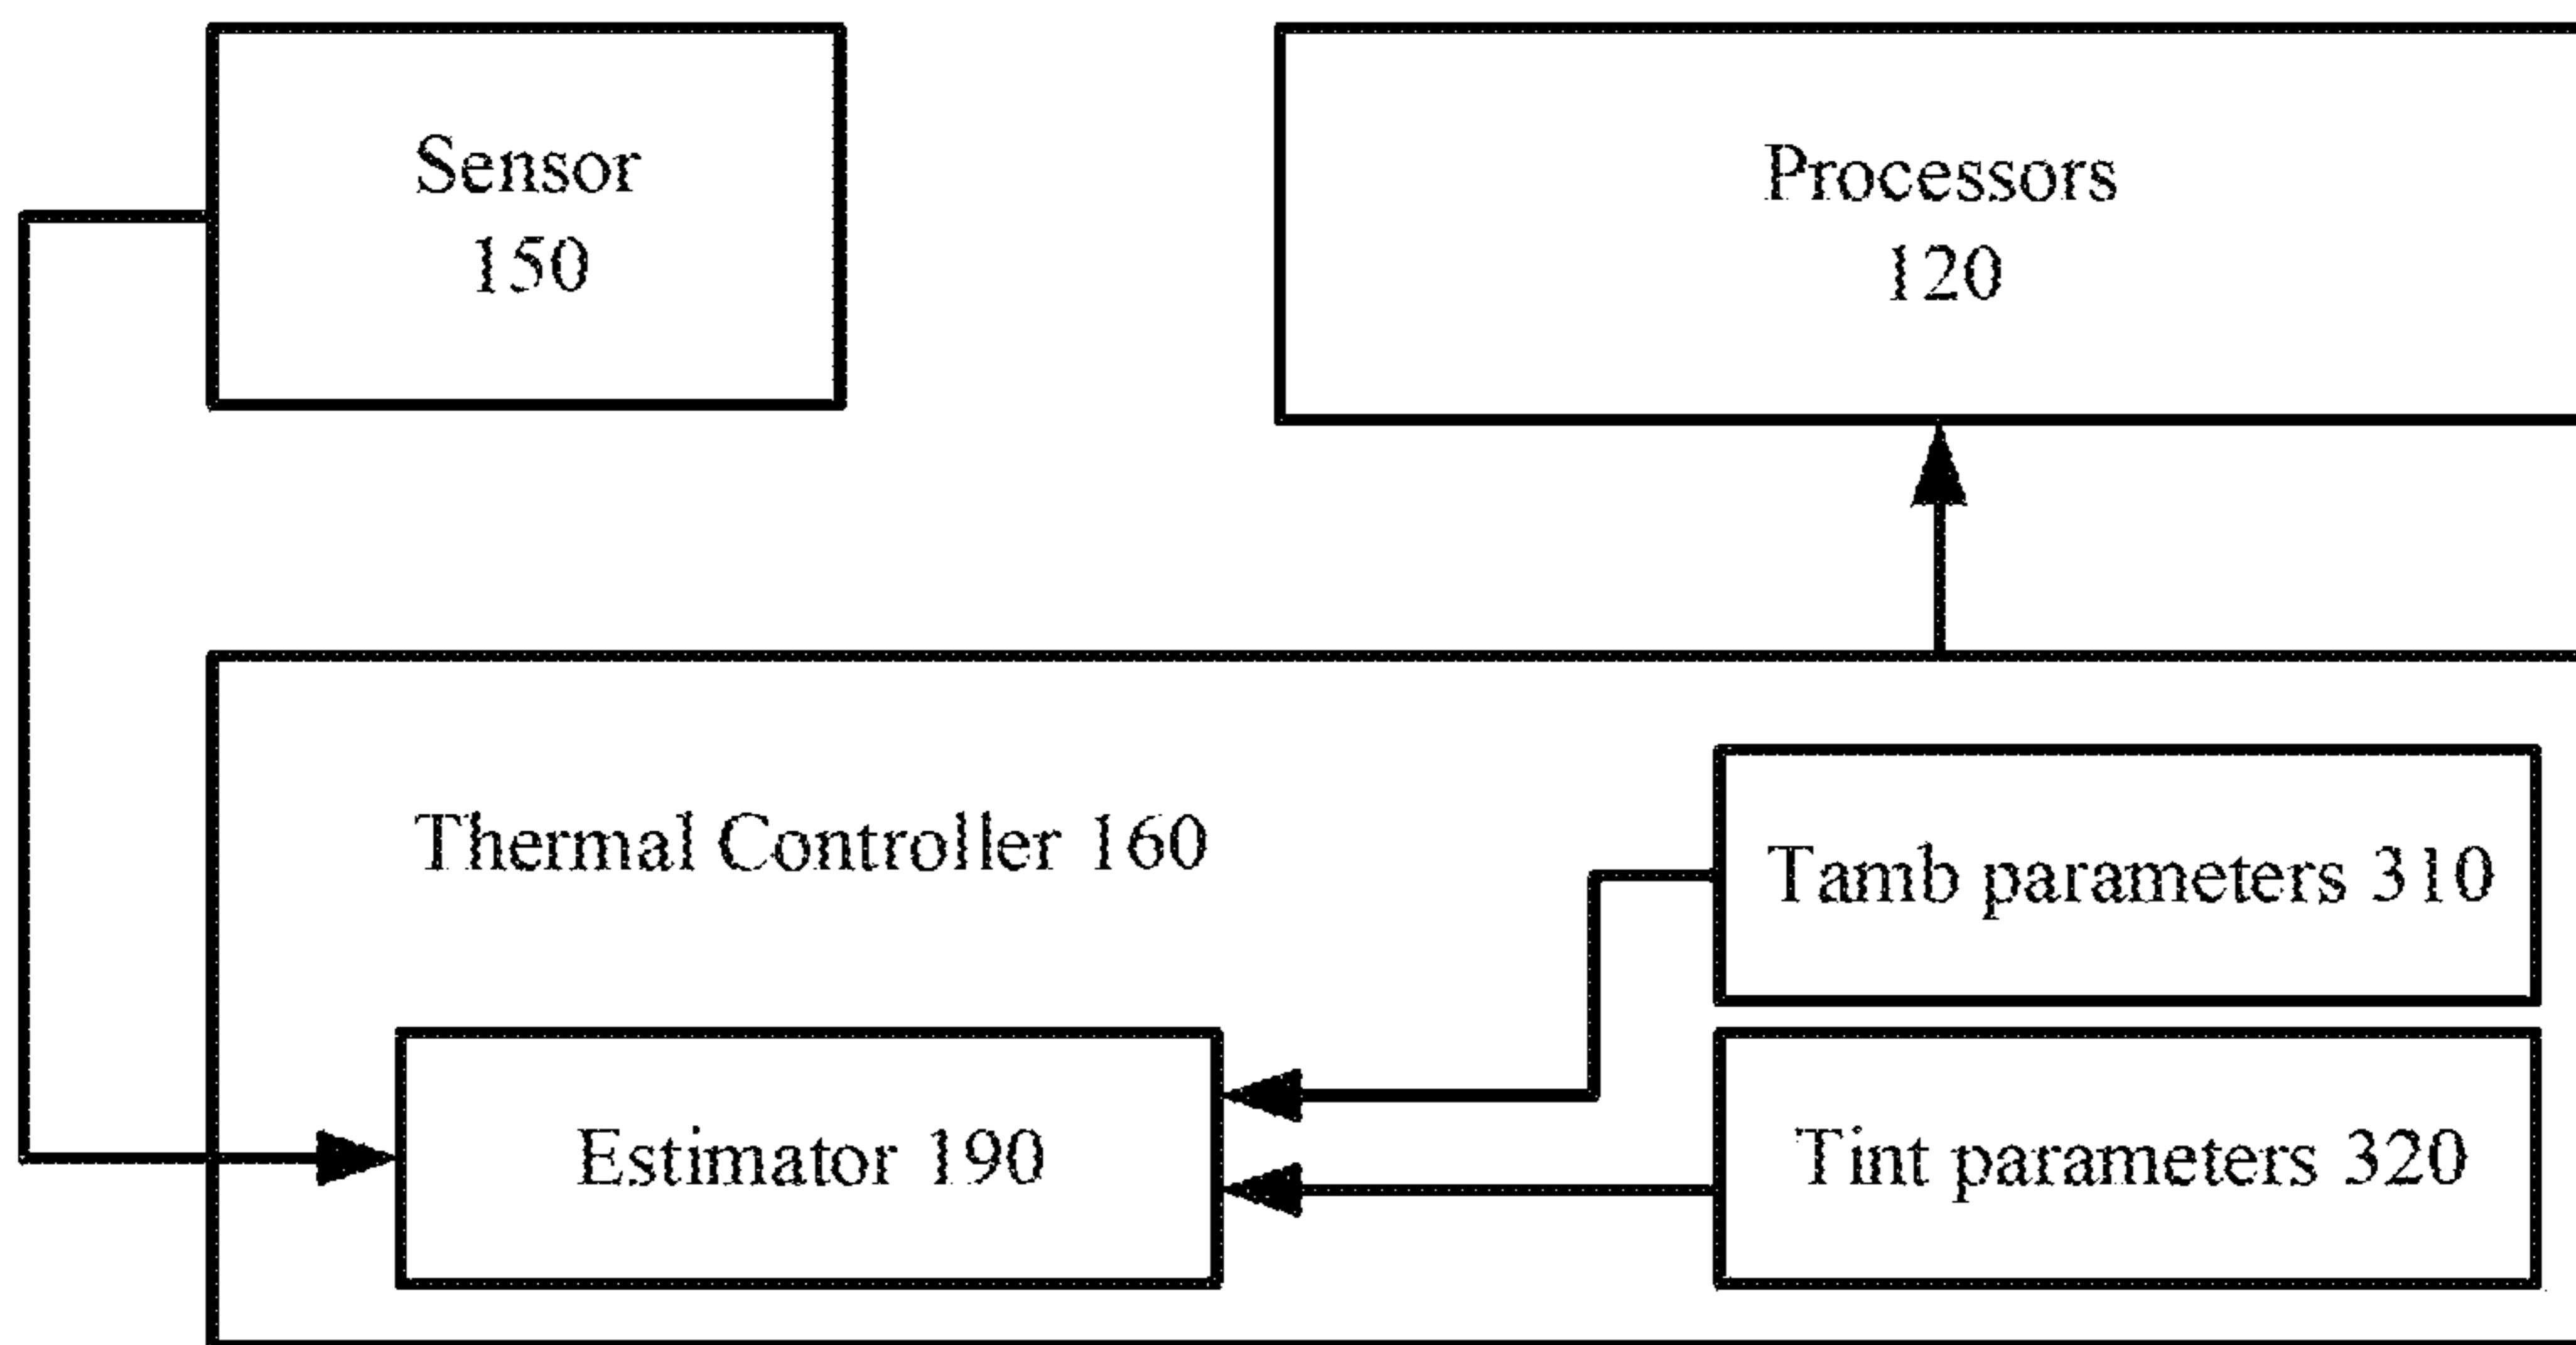 Sensor
150
Processors
120
Thermal Controller 160
Tamb parameters 310
Estimator 190
Tint parameters 320